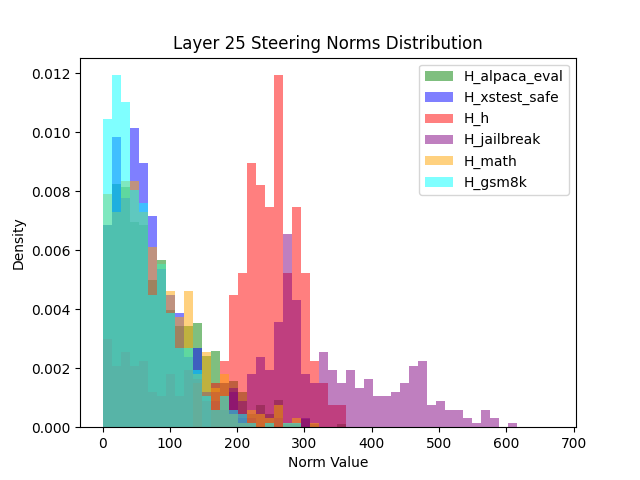 Layer 25 Steering Norms Distribution
H_alpaca_eval
H_xstest_safe
H_h
H_jailbreak
H_math
H_gsm8k
Density
0.012
0.010
0.008
0.006
0.004
0.002
0.000
0 100 200 300 400 500 600 700
Norm Value